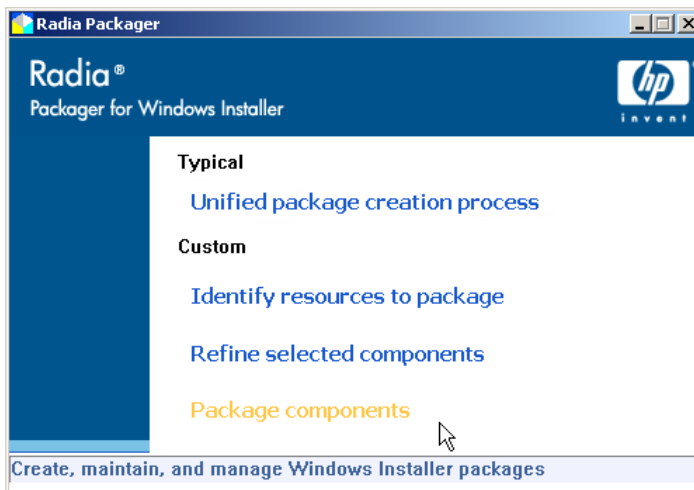 Radia Packager
Radia®
Packager for Windows Installer
hp
invent
Typical
Unified package creation process
Custom
Identify resources to package
Refine selected components
Package components
Create, maintain, and manage Windows Installer packages